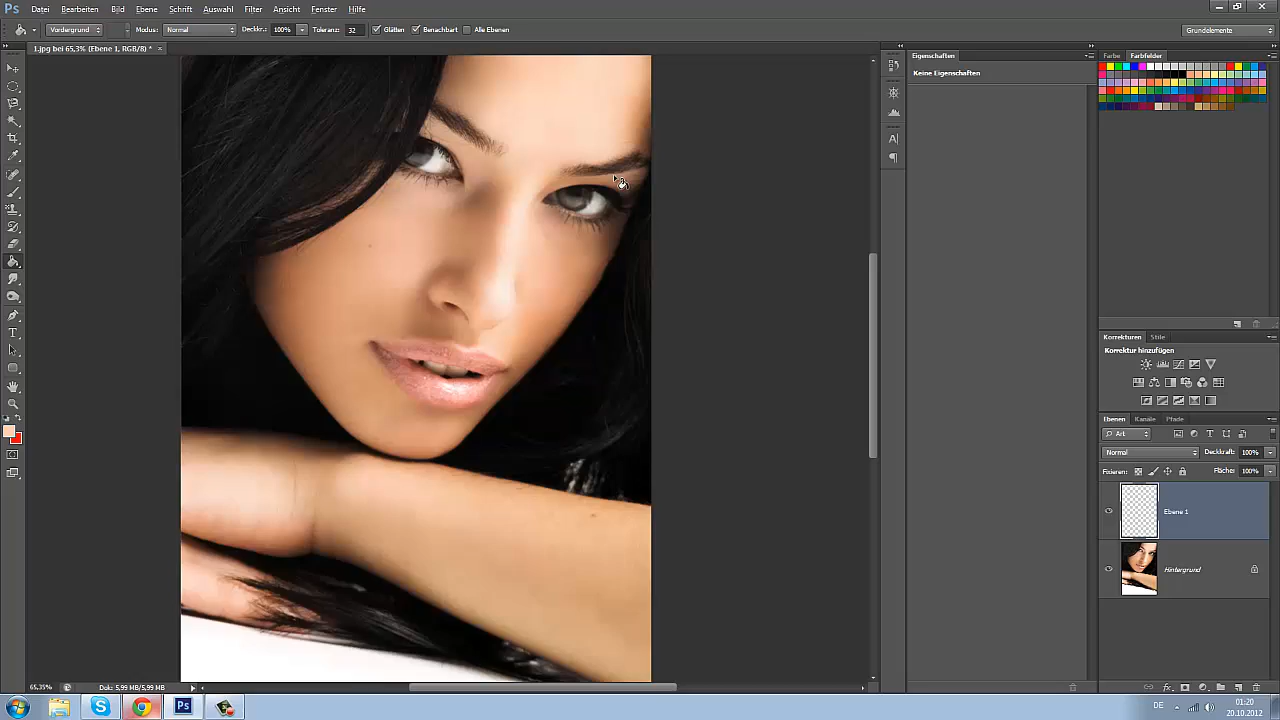 Ps Datei Bearbeiten Bild Ebene Schrift Auswahl Filter Ansicht Fenster Hilfe
Vordergrund Modus: Normal Deckkr.: 100% Toleranz: 32 Glätten Benachbart Alle Ebenen Grundelemente
1.jpg bei 65,3% (Ebene 1, RGB/8) *
Eigenschaften
Keine Eigenschaften
Farbe Farbfelder
Korrekturen Stile
Korrektur hinzufügen
Ebenen Kanäle Pfade
Art
Normal Deckkraft: 100%
Fixieren: Fläche: 100%
Ebene 1
Hintergrund
65,35% Dok: 5,99 MB/5,99 MB
DE 01:20
20.10.2012